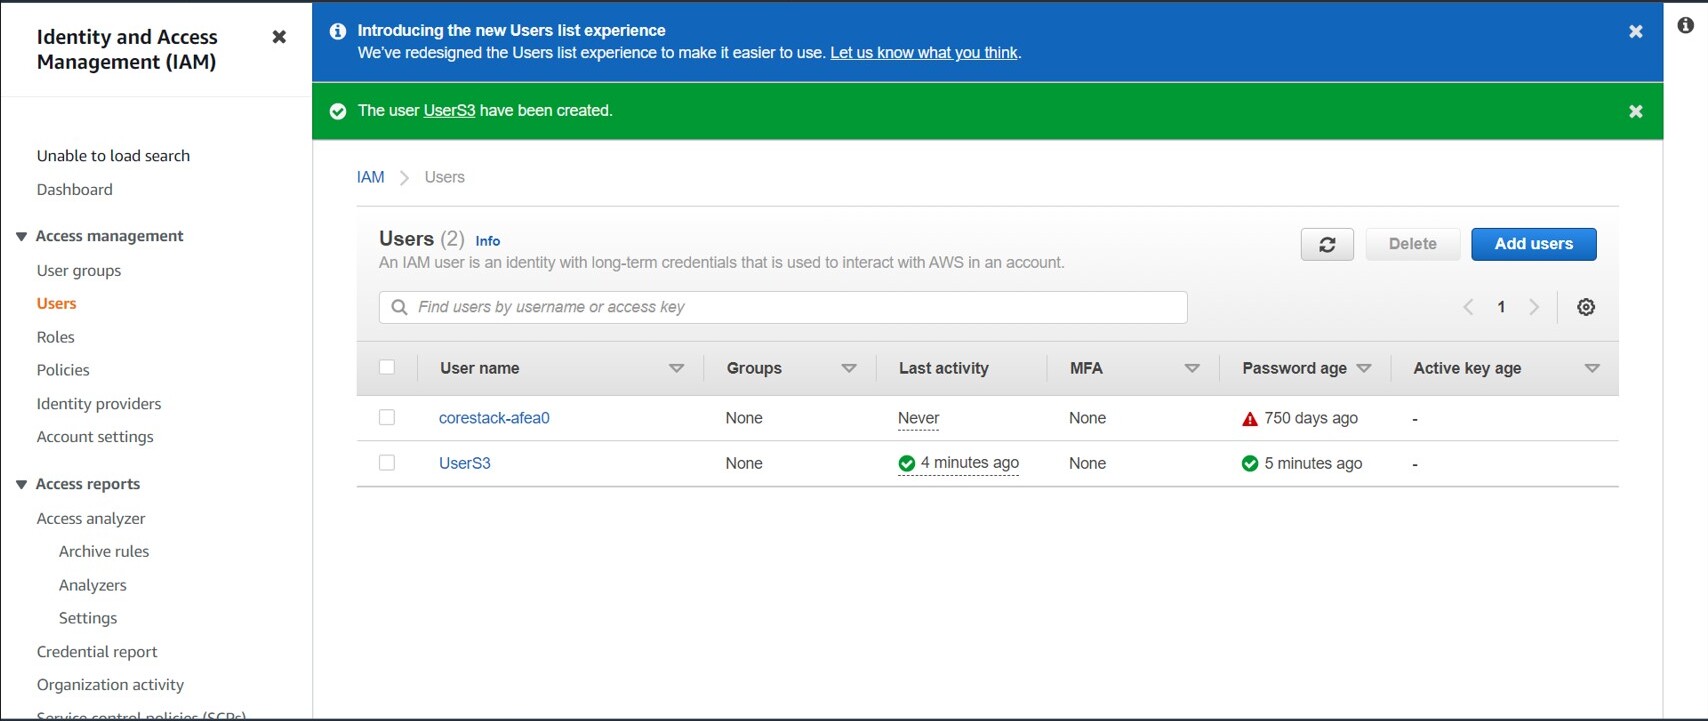 Identity and Access
Management (IAM)
Unable to load search
Dashboard
Access management
User groups
Users
Roles
Policies
Identity providers
Account settings
Access reports
Access analyzer
Archive rules
Analyzers
Settings
Credential report
Organization activity
Service control policies (SCPs)
Introducing the new Users list experience
We've redesigned the Users list experience to make it easier to use. Let us know what you think.
The user UserS3 have been created.
IAM > Users
Users (2) Info
An IAM user is an identity with long-term credentials that is used to interact with AWS in an account.
Delete
Add users
Find users by username or access key
1
User name Groups Last activity MFA Password age Active key age
corestack-afea0 None Never None 750 days ago -
UserS3 None 4 minutes ago None 5 minutes ago -